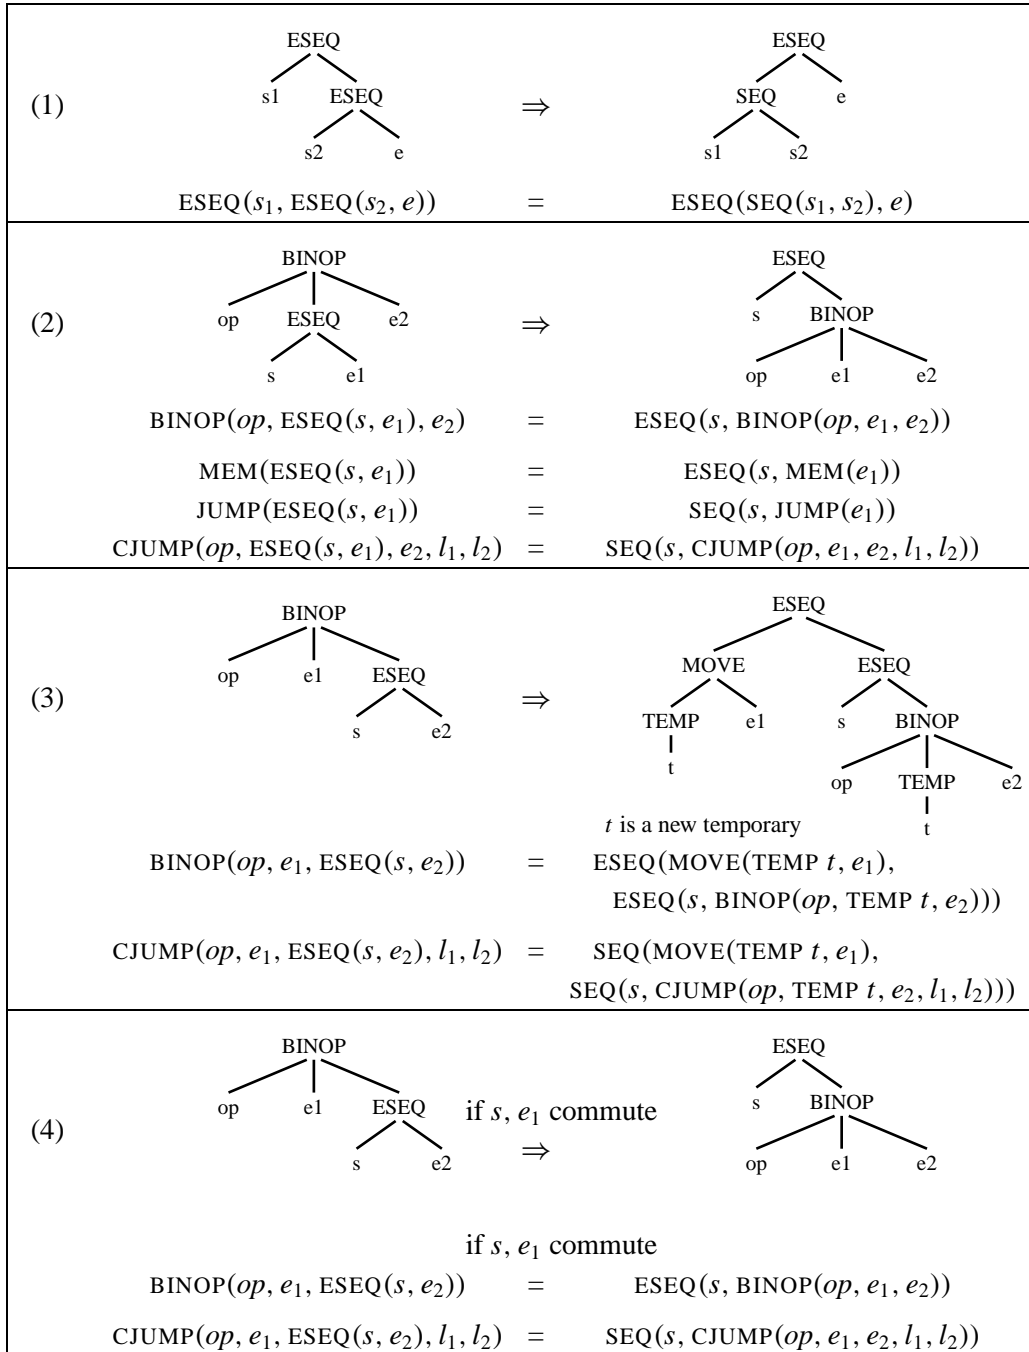 ESEQ ESEQ
(1) s1 ESEQ ⇒ SEQ e
s2 e s1 s2
ESEQ(s₁, ESEQ(s₂, e)) = ESEQ(SEQ(s₁, s₂), e)
BINOP ESEQ
(2) op ESEQ e2 ⇒ s BINOP
s e1 op e1 e2
BINOP(op, ESEQ(s, e₁), e₂) = ESEQ(s, BINOP(op, e₁, e₂))
MEM(ESEQ(s, e₁)) = ESEQ(s, MEM(e₁))
JUMP(ESEQ(s, e₁)) = SEQ(s, JUMP(e₁))
CJUMP(op, ESEQ(s, e₁), e₂, l₁, l₂) = SEQ(s, CJUMP(op, e₁, e₂, l₁, l₂))
BINOP ESEQ
(3) op e1 ESEQ ⇒ MOVE ESEQ
s e2 TEMP e1 s BINOP
t op TEMP e2
t is a new temporary t
BINOP(op, e₁, ESEQ(s, e₂)) = ESEQ(MOVE(TEMP t, e₁),
ESEQ(s, BINOP(op, TEMP t, e₂)))
CJUMP(op, e₁, ESEQ(s, e₂), l₁, l₂) = SEQ(MOVE(TEMP t, e₁),
SEQ(s, CJUMP(op, TEMP t, e₂, l₁, l₂)))
BINOP ESEQ
(4) op e1 ESEQ if s, e₁ commute s BINOP
s e2 ⇒ op e1 e2
if s, e₁ commute
BINOP(op, e₁, ESEQ(s, e₂)) = ESEQ(s, BINOP(op, e₁, e₂))
CJUMP(op, e₁, ESEQ(s, e₂), l₁, l₂) = SEQ(s, CJUMP(op, e₁, e₂, l₁, l₂))